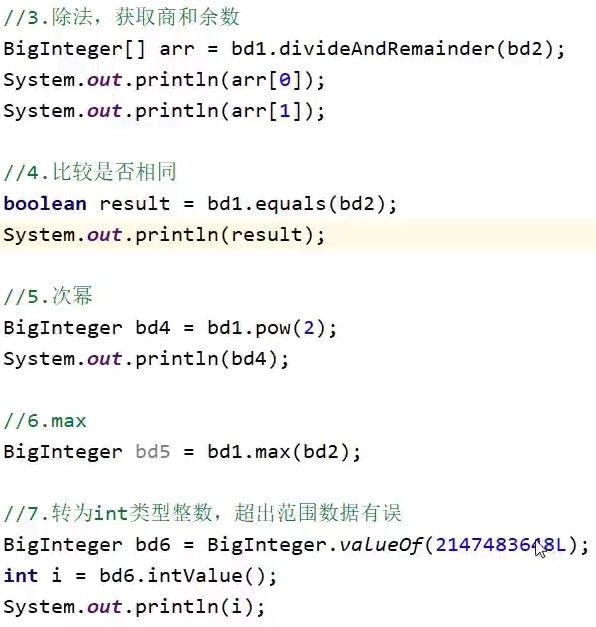 //3.除法，获取商和余数
BigInteger[] arr = bd1.divideAndRemainder(bd2);
System.out.println(arr[0]);
System.out.println(arr[1]);
//4.比较是否相同
boolean result = bd1.equals(bd2);
System.out.println(result);
//5.次幂
BigInteger bd4 = bd1.pow(2);
System.out.println(bd4);
//6.max
BigInteger bd5 = bd1.max(bd2);
//7.转为int类型整数，超出范围数据有误
BigInteger bd6 = BigInteger.valueOf(2147483648L);
int i = bd6.intValue();
System.out.println(i);